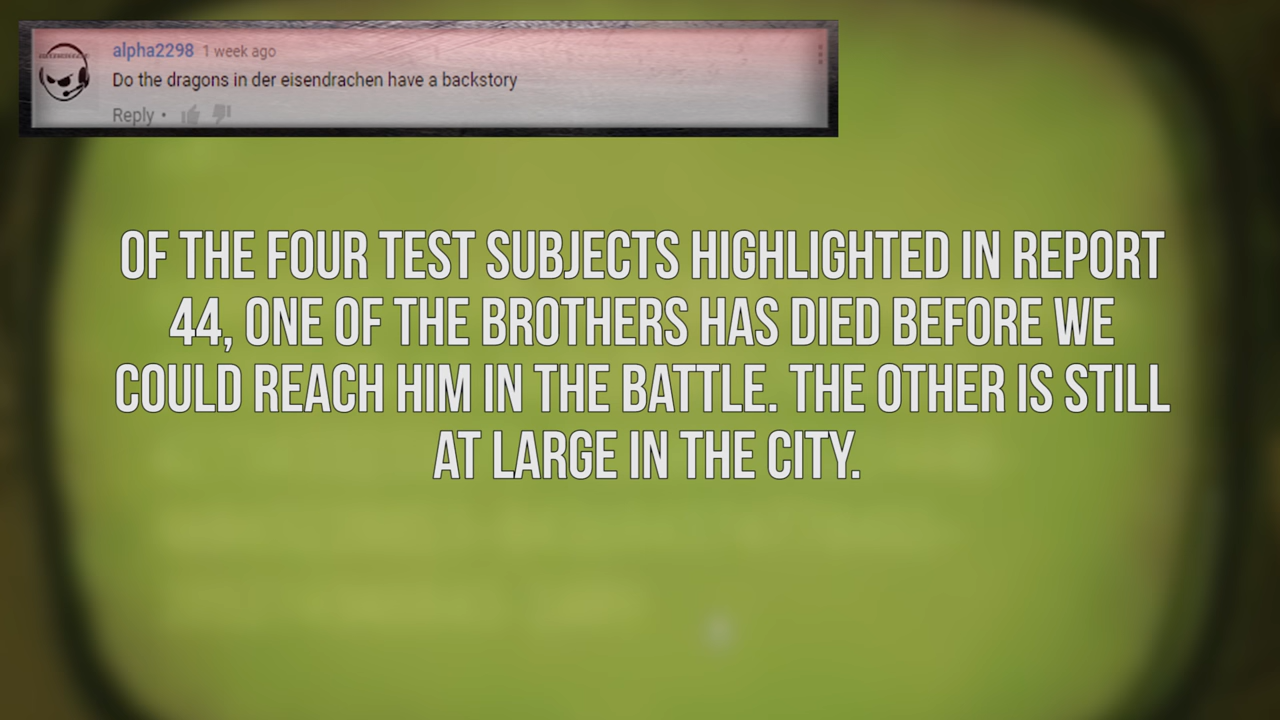 alpha2298 1 week ago
Do the dragons in der eisendrachen have a backstory
Reply •
OF THE FOUR TEST SUBJECTS HIGHLIGHTED IN REPORT
44, ONE OF THE BROTHERS HAS DIED BEFORE WE
COULD REACH HIM IN THE BATTLE. THE OTHER IS STILL
AT LARGE IN THE CITY.